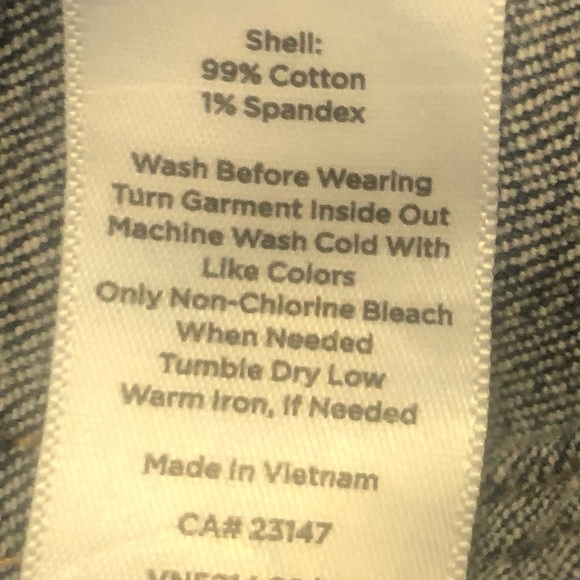 Shell:
99% Cotton
1% Spandex
Wash Before Wearing
Turn Garment Inside Out
Machine Wash Cold With
Like Colors
Only Non-Chlorine Bleach
When Needed
Tumble Dry Low
Warm Iron, If Needed
Made In Vietnam
CA# 23147